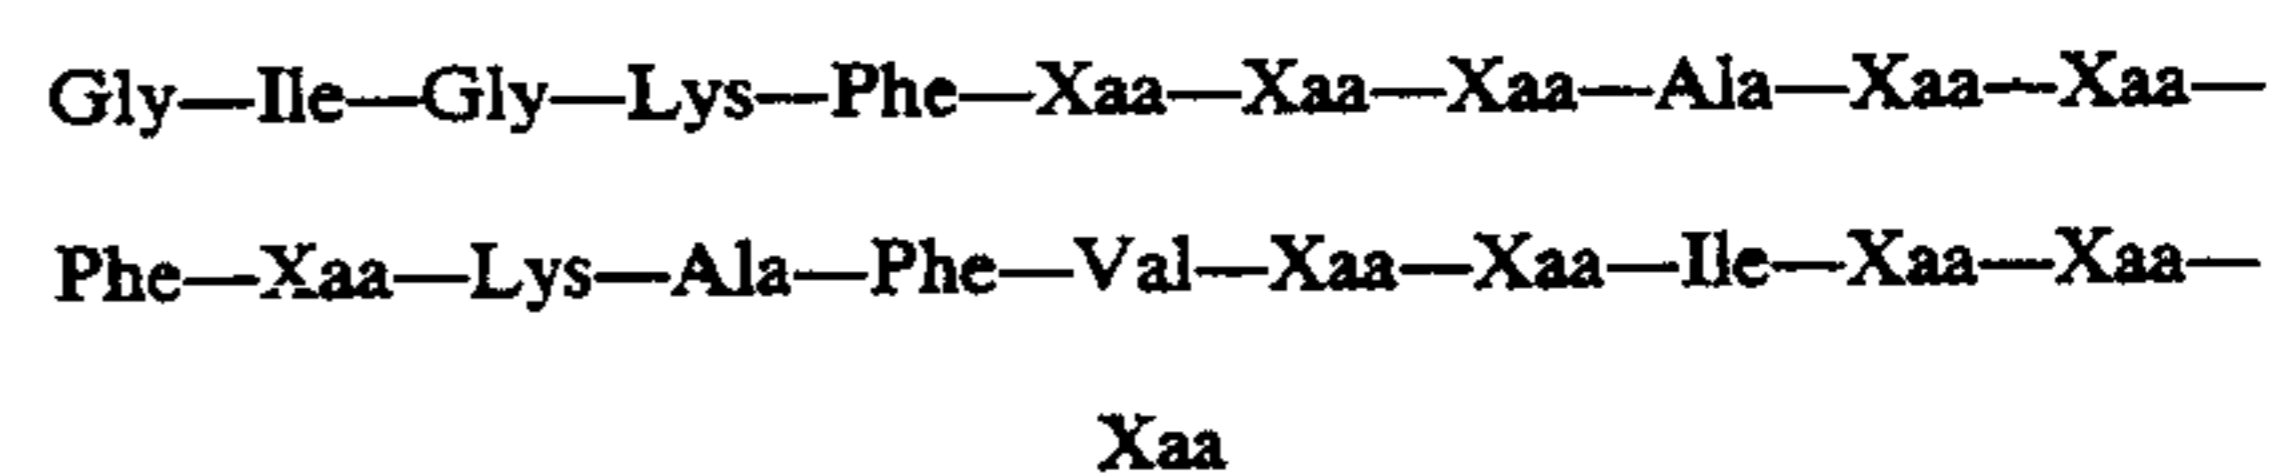 Gly—Ile—Gly—Lys—Phe—Xaa—Xaa—Xaa—Ala—Xaa—Xaa—
Phe—Xaa—Lys—Ala—Phe—Val—Xaa—Xaa—Ile—Xaa—Xaa—
Xaa